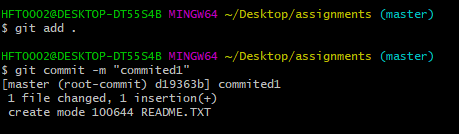 HFT0002@DESKTOP-DT55S4B MINGW64 ~/Desktop/assignments (master)
$ git add .
HFT0002@DESKTOP-DT55S4B MINGW64 ~/Desktop/assignments (master)
$ git commit -m "commited1"
[master (root-commit) d19363b] commited1
1 file changed, 1 insertion(+)
create mode 100644 README.TXT